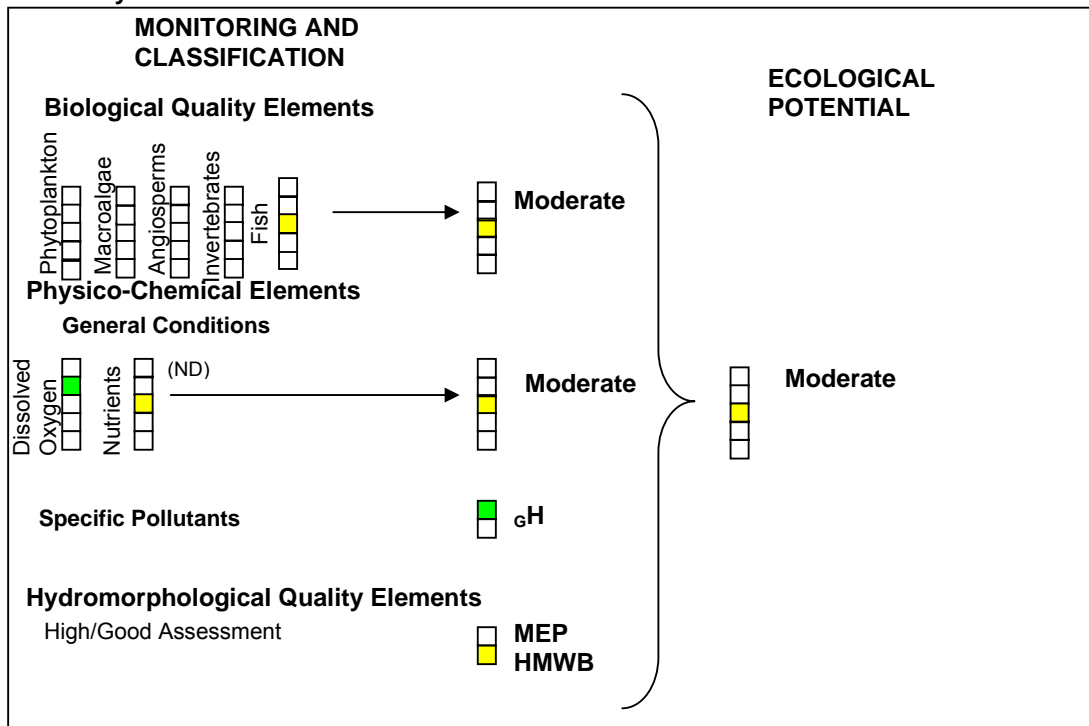 MONITORING AND
CLASSIFICATION
ECOLOGICAL
POTENTIAL
Biological Quality Elements
Phytoplankton
Macroalgae
Angiosperms
Invertebrates
Fish
Moderate
Physico-Chemical Elements
General Conditions
Dissolved
Oxygen
Nutrients
(ND)
Moderate
Moderate
Specific Pollutants
GH
Hydromorphological Quality Elements
High/Good Assessment
MEP
HMWB